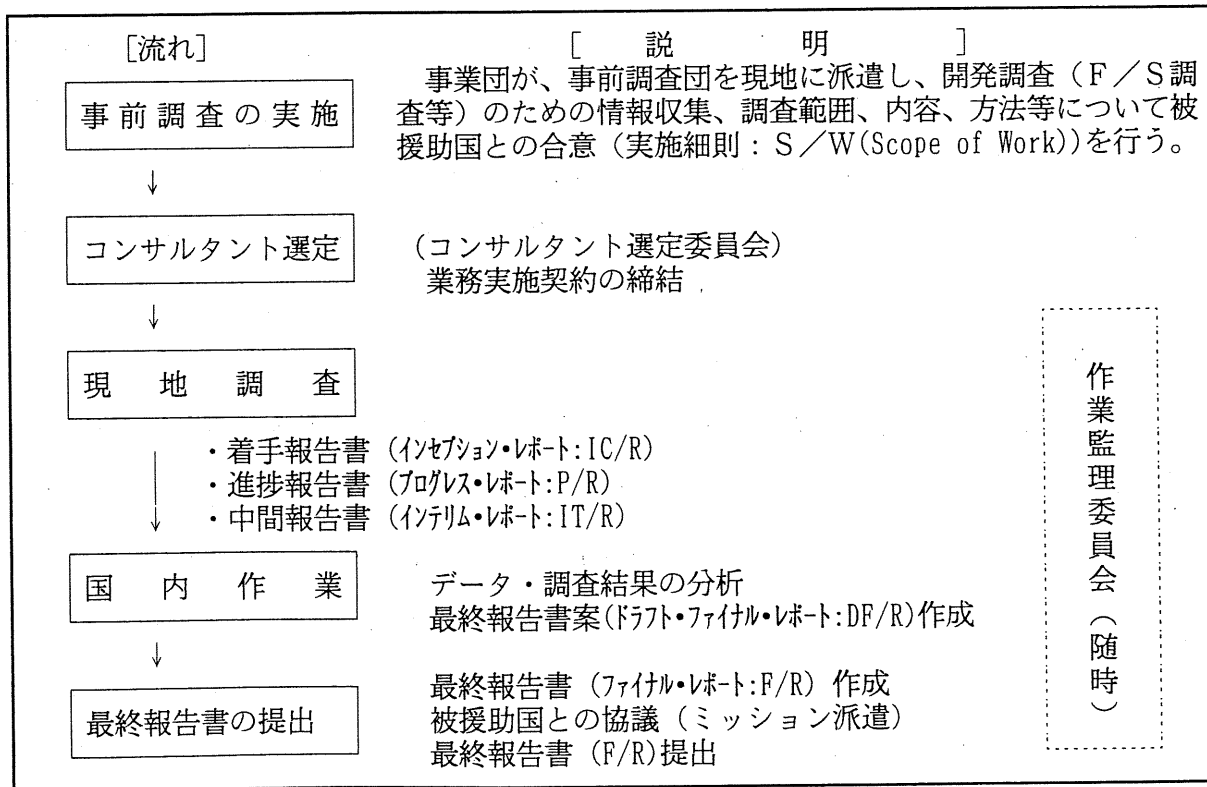 [流れ]
[　説　明　]
事前調査の実施
事業団が、事前調査団を現地に派遣し、開発調査（F／S調
査等）のための情報収集、調査範囲、内容、方法等について被
援助国との合意（実施細則：S／W(Scope of Work))を行う。
↓
コンサルタント選定
（コンサルタント選定委員会）
業務実施契約の締結
↓
現地調査
・着手報告書（インセプション・レポート:IC/R）
・進捗報告書（プログレス・レポート:P/R）
・中間報告書（インテリム・レポート:IT/R）
↓
国内作業
データ・調査結果の分析
最終報告書案(ドラフト・ファイナル・レポート:DF/R)作成
↓
最終報告書の提出
最終報告書（ファイナル・レポート:F/R）作成
被援助国との協議（ミッション派遣）
最終報告書（F/R)提出
作業監理委員会（随時）